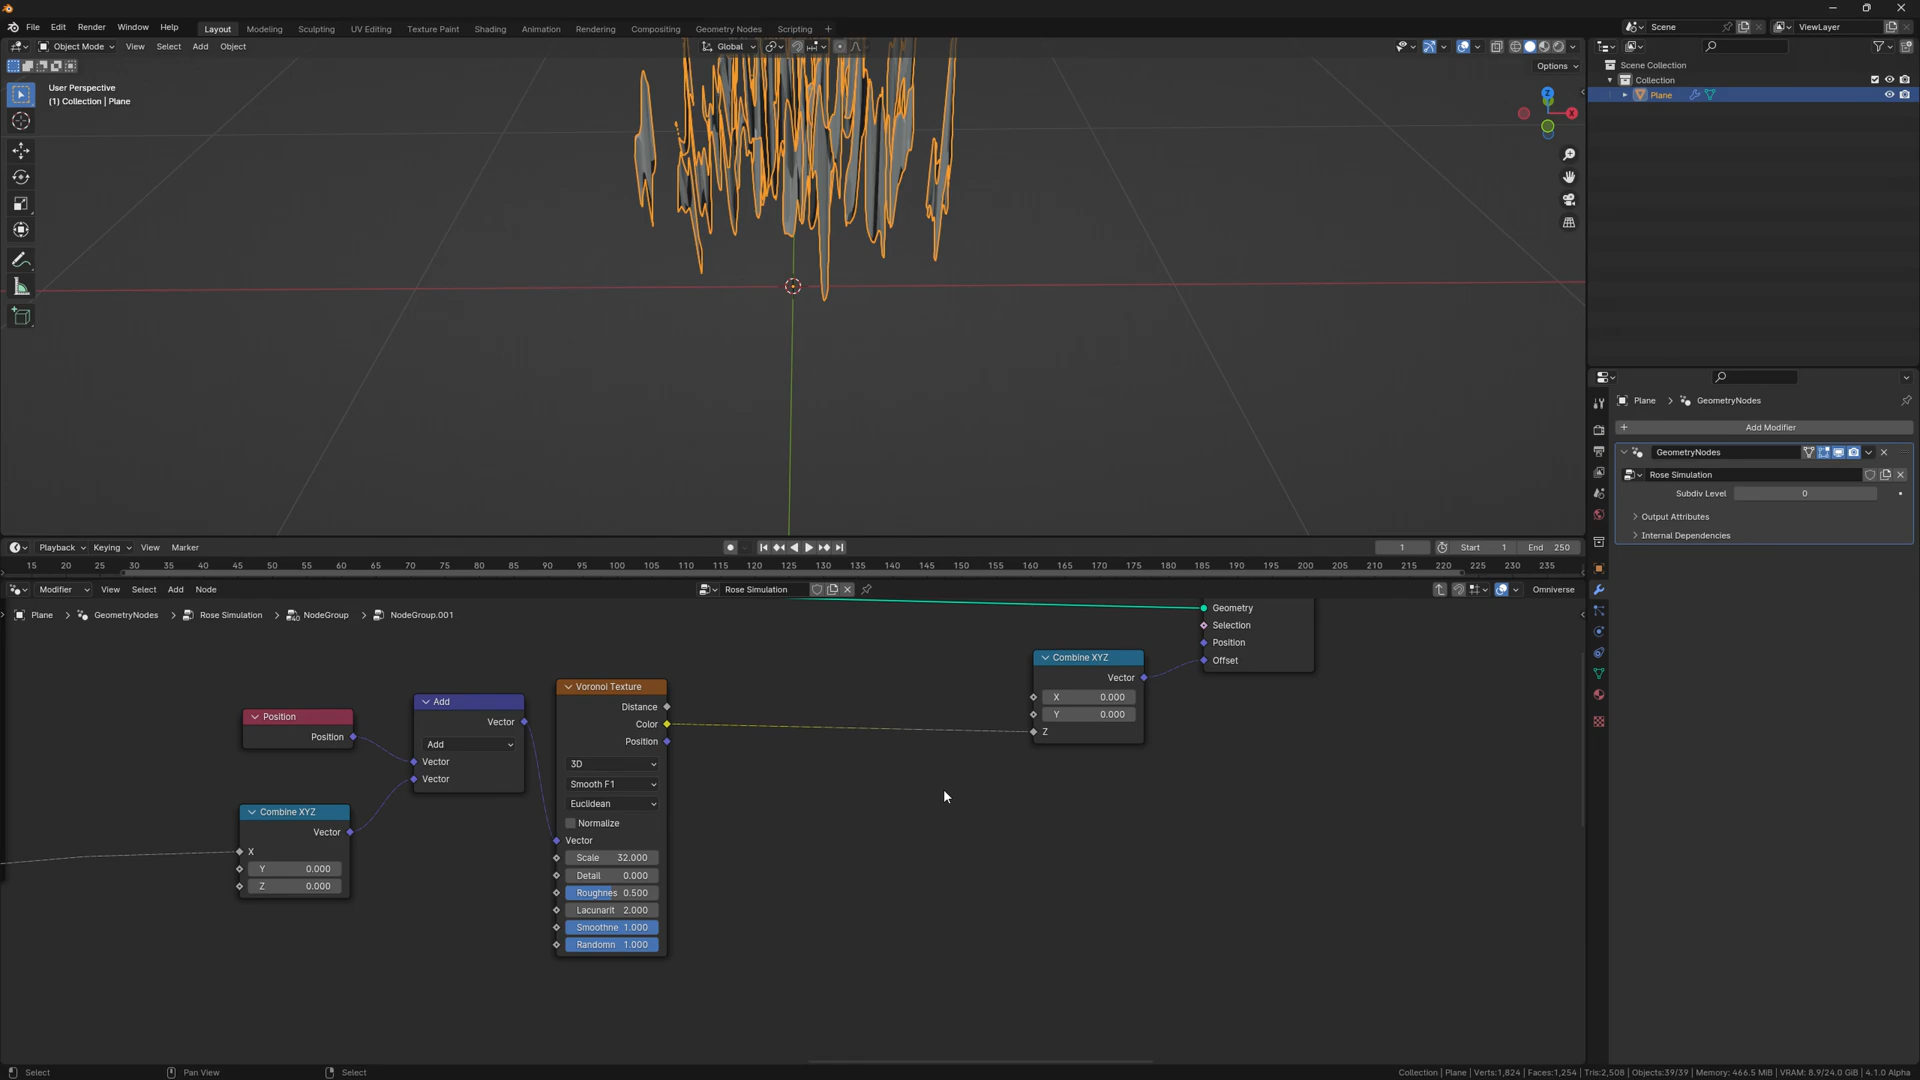 File Edit Render Window Help Layout Modeling Sculpting UV Editing Texture Paint Shading Animation Rendering Compositing Geometry Nodes Scripting + Scene ViewLayer
Object Mode View Select Add Object Global
Options
User Perspective
(1) Collection | Plane
Z
X
Scene Collection
Collection
Plane
Plane > GeometryNodes
+ Add Modifier
GeometryNodes
Rose Simulation
Subdiv Level 0
Output Attributes
Internal Dependencies
Playback Keying View Marker 1 Start 1 End 250
15 20 25 30 35 40 45 50 55 60 65 70 75 80 85 90 95 100 105 110 115 120 125 130 135 140 145 150 155 160 165 170 175 180 185 190 195 200 205 210 215 220 225 230 235
Modifier View Select Add Node Rose Simulation Omniverse
Plane > GeometryNodes > Rose Simulation > NodeGroup > NodeGroup.001
Geometry
Selection
Position
Offset
Combine XYZ
Vector
X 0.000
Y 0.000
Z
Voronoi Texture
Distance
Color
Position
3D
Smooth F1
Euclidean
Normalize
Vector
Scale 32.000
Detail 0.000
Roughnes 0.500
Lacunarit 2.000
Smoothne 1.000
Randomn 1.000
Add
Vector
Add
Vector
Vector
Position
Position
Combine XYZ
Vector
X
Y 0.000
Z 0.000
Select Pan View Select Collection | Plane | Verts:1,824 | Faces:1,254 | Tris:2,508 | Objects:39/39 | Memory: 466.5 MiB | VRAM: 8.9/24.0 GiB | 4.1.0 Alpha